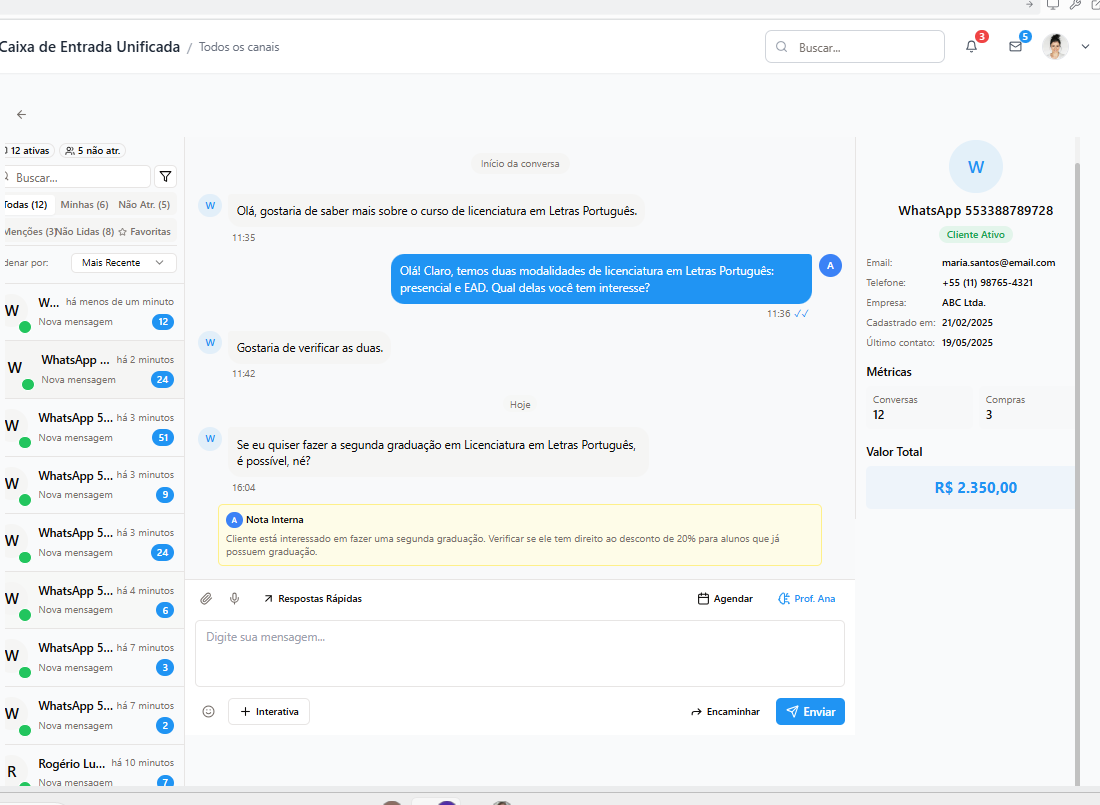 Caixa de Entrada Unificada / Todos os canais
Buscar...
3
5
12 ativas
5 não atr.
Buscar...
Todas (12) Minhas (6) Não Atr. (5)
Menções (3) Não Lidas (8) Favoritas
denar por: Mais Recente
W
W... há menos de um minuto
Nova mensagem 12
W
WhatsApp ... há 2 minutos
Nova mensagem 24
W
WhatsApp 5... há 3 minutos
Nova mensagem 51
W
WhatsApp 5... há 3 minutos
Nova mensagem 9
W
WhatsApp 5... há 3 minutos
Nova mensagem 24
W
WhatsApp 5... há 4 minutos
Nova mensagem 6
W
WhatsApp 5... há 7 minutos
Nova mensagem 3
W
WhatsApp 5... há 7 minutos
Nova mensagem 2
R
Rogério Lu... há 10 minutos
Nova mensagem 7
Início da conversa
W
Olá, gostaria de saber mais sobre o curso de licenciatura em Letras Português.
11:35
Olá! Claro, temos duas modalidades de licenciatura em Letras Português:
presencial e EAD. Qual delas você tem interesse?
A
11:36
W
Gostaria de verificar as duas.
11:42
Hoje
W
Se eu quiser fazer a segunda graduação em Licenciatura em Letras Português,
é possível, né?
16:04
A Nota Interna
Cliente está interessado em fazer uma segunda graduação. Verificar se ele tem direito ao desconto de 20% para alunos que já
possuem graduação.
Respostas Rápidas
Agendar
Prof. Ana
Digite sua mensagem...
+ Interativa
Encaminhar
Enviar
W
WhatsApp 553388789728
Cliente Ativo
Email: maria.santos@email.com
Telefone: +55 (11) 98765-4321
Empresa: ABC Ltda.
Cadastrado em: 21/02/2025
Último contato: 19/05/2025
Métricas
Conversas Compras
12 3
Valor Total
R$ 2.350,00